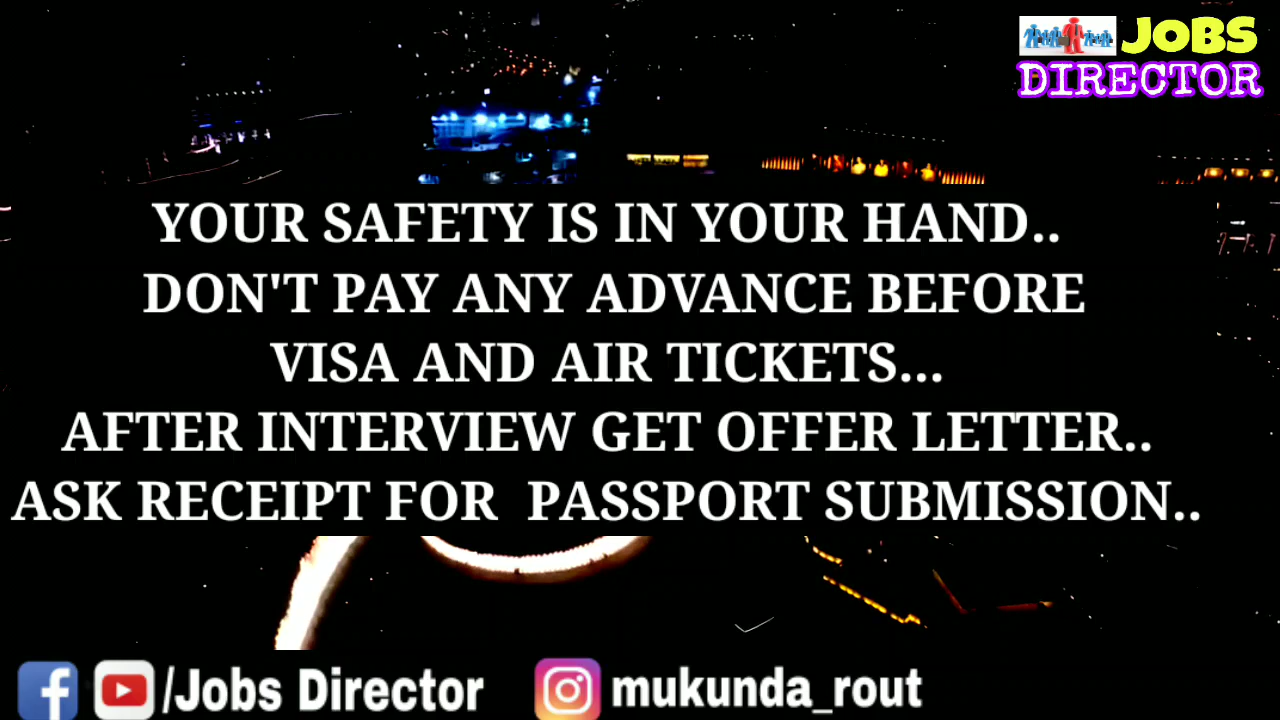 JOBS
DIRECTOR
YOUR SAFETY IS IN YOUR HAND..
DON'T PAY ANY ADVANCE BEFORE
VISA AND AIR TICKETS...
AFTER INTERVIEW GET OFFER LETTER..
ASK RECEIPT FOR  PASSPORT SUBMISSION..
/Jobs Director mukunda_rout